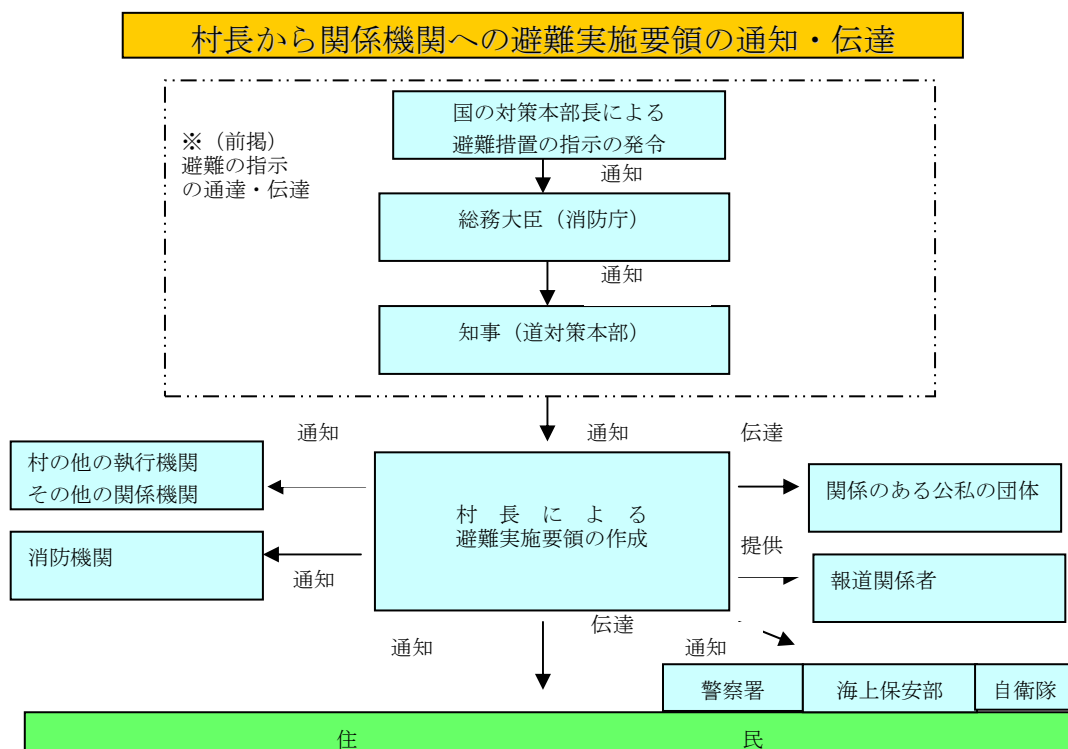 村長から関係機関への避難実施要領の通知・伝達
国の対策本部長による
避難措置の指示の発令
※（前掲）
避難の指示
の通達・伝達
通知
総務大臣（消防庁）
通知
知事（道対策本部）
通知
通知
伝達
村の他の執行機関
その他の関係機関
関係のある公私の団体
村長による
避難実施要領の作成
消防機関
通知
提供
報道関係者
伝達
通知
通知
警察署
海上保安部
自衛隊
住民